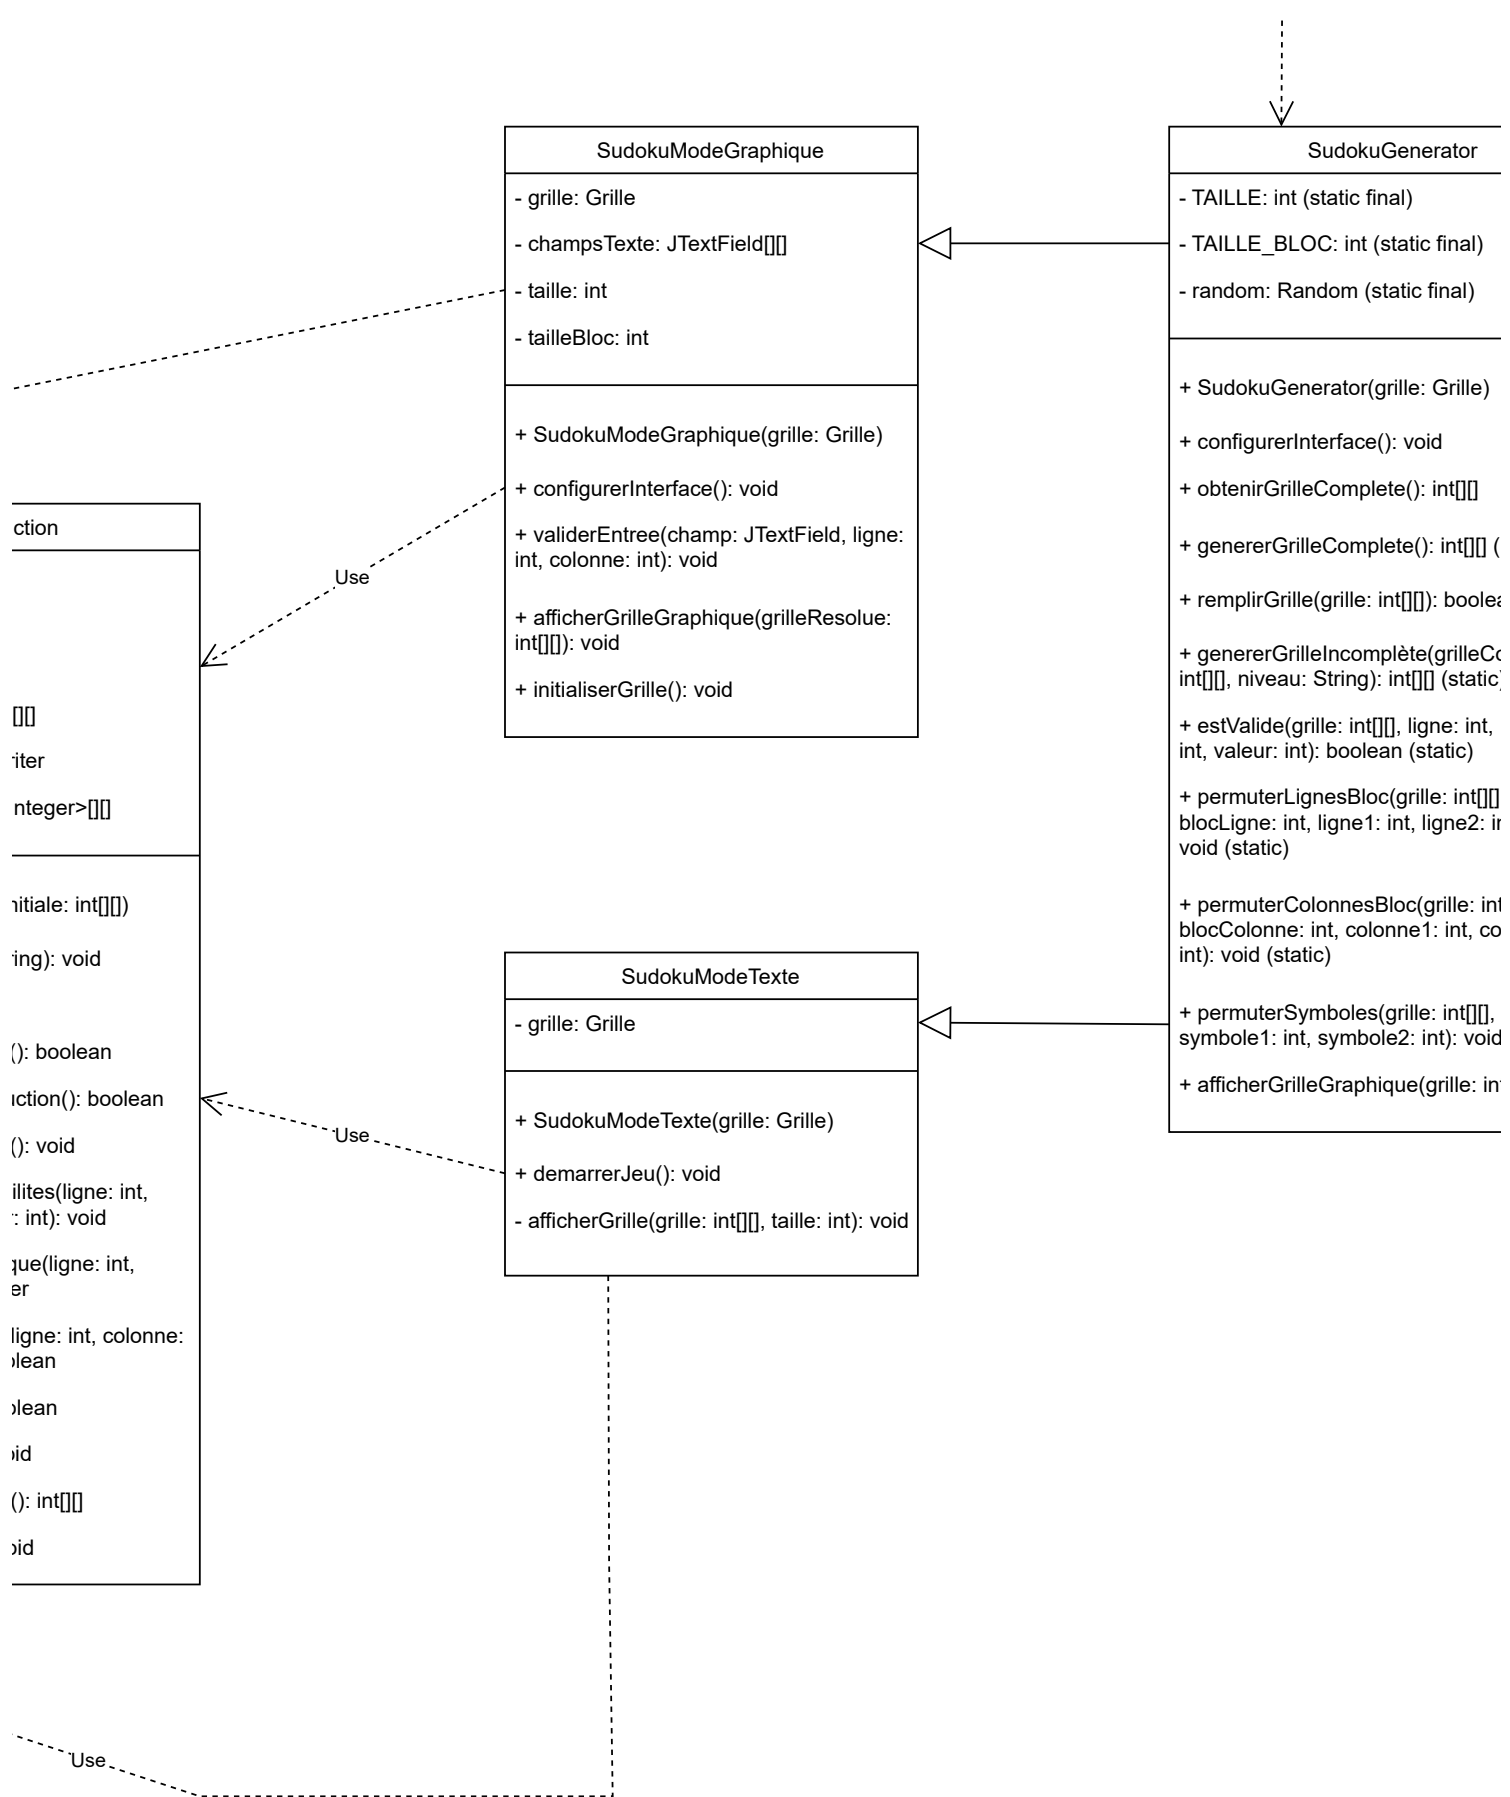 SudokuModeGraphique
- grille: Grille
- champsTexte: JTextField[][]
- taille: int
- tailleBloc: int
+ SudokuModeGraphique(grille: Grille)
+ configurerInterface(): void
+ validerEntree(champ: JTextField, ligne:
int, colonne: int): void
+ afficherGrilleGraphique(grilleResolue:
int[][]): void
+ initialiserGrille(): void
SudokuGenerator
- TAILLE: int (static final)
- TAILLE_BLOC: int (static final)
- random: Random (static final)
+ SudokuGenerator(grille: Grille)
+ configurerInterface(): void
+ obtenirGrilleComplete(): int[][]
+ genererGrilleComplete(): int[][] (
+ remplirGrille(grille: int[][]):
+ genererGrilleIncomplète(
int[][], niveau: String): int[][] (static)
+ estValide(grille: int[][], ligne: int,
int, valeur: int): boolean (static)
+ permuterLignesBloc(grille: int[][]
blocLigne: int, ligne1: int, ligne2:
void (static)
+ permuterColonnesBloc(grille: int
blocColonne: int, colonne1: int,
int): void (static)
+ permuterSymboles(grille: int[][],
symbole1: int, symbole2: int): void
+ afficherGrilleGraphique(grille: int
Use
ction
[][]
nteger>[][]
nitiale: int[][])
ring): void
(): boolean
uction(): boolean
(): void
ilites(ligne: int,
: int): void
que(ligne: int,
er
ligne: int, colonne:
olean
olean
oid
(): int[][]
oid
Use
SudokuModeTexte
- grille: Grille
+ SudokuModeTexte(grille: Grille)
+ demarrerJeu(): void
- afficherGrille(grille: int[][], taille: int): void
Use